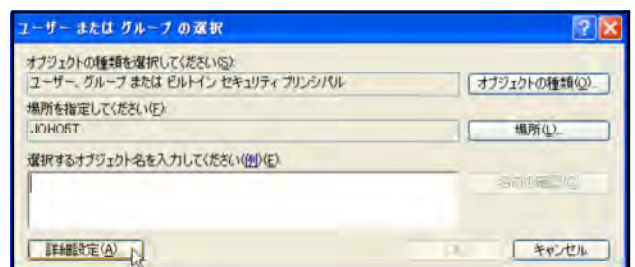 ユーザー または グループ の選択
オブジェクトの種類を選択してください(S):
ユーザー、グループ または ビルトイン セキュリティ プリンシパル
オブジェクトの種類(O)...
場所を指定してください(F):
場所(L)...
選択するオブジェクト名を入力してください(例)(E):
名前の確認(C)
詳細設定(A)...
キャンセル